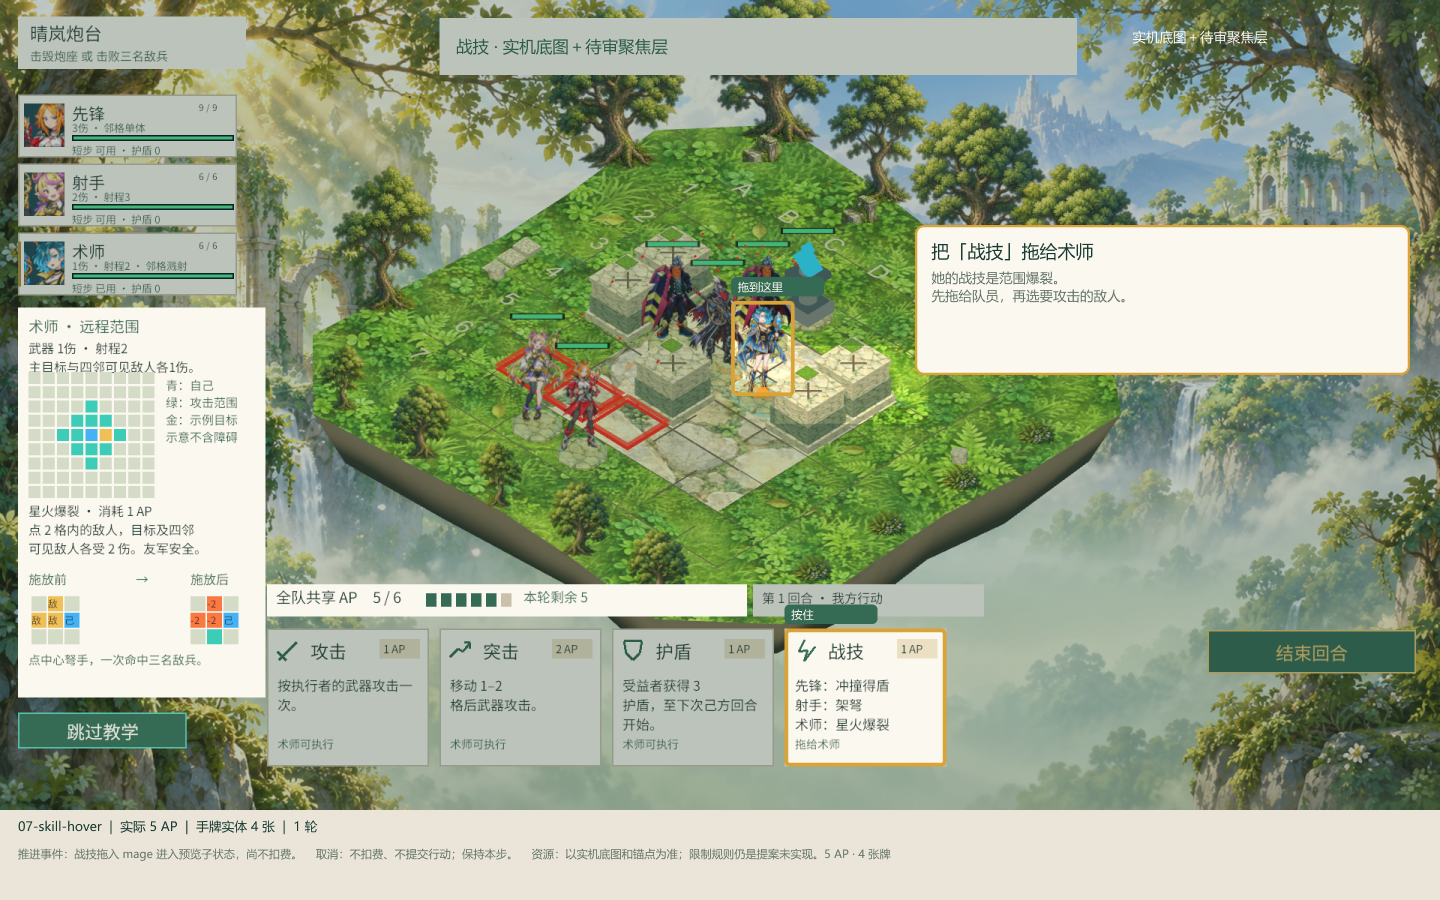 晴岚炮台
击毁炮座 或 击败三名敌兵
战技 · 实机底图 + 待审聚焦层
实机底图 + 待审聚焦层
先锋
9 / 9
3伤 · 邻格单体
短步 可用 · 护盾 0
射手
6 / 6
2伤 · 射程3
短步 可用 · 护盾 0
术师
6 / 6
1伤 · 射程2 · 邻格溅射
短步 已用 · 护盾 0
术师 · 远程范围
武器 1伤 · 射程2
主目标与四邻可见敌人各1伤。
青：自己
绿：攻击范围
金：示例目标
示意不含障碍
星火爆裂 · 消耗 1 AP
点 2 格内的敌人，目标及四邻
可见敌人各受 2 伤。友军安全。
施放前 → 施放后
敌
敌 敌 己
-2
-2 -2 己
点中心弩手，一次命中三名敌兵。
跳过教学
拖到这里
把「战技」拖给术师
她的战技是范围爆裂。
先拖给队员，再选要攻击的敌人。
全队共享 AP 5 / 6 本轮剩余 5
第 1 回合 · 我方行动
按住
攻击
1 AP
按执行者的武器攻击一
次。
术师可执行
突击
2 AP
移动 1–2
格后武器攻击。
术师可执行
护盾
1 AP
受益者获得 3
护盾，至下次己方回合
开始。
术师可执行
战技
1 AP
先锋：冲撞得盾
射手：架弩
术师：星火爆裂
拖给术师
结束回合
07-skill-hover | 实际 5 AP | 手牌实体 4 张 | 1 轮
推进事件：战技拖入 mage 进入预览子状态，尚不扣费。 取消：不扣费、不提交行动；保持本步。 资源：以实机底图和锚点为准；限制规则仍是提案未实现。5 AP · 4 张牌